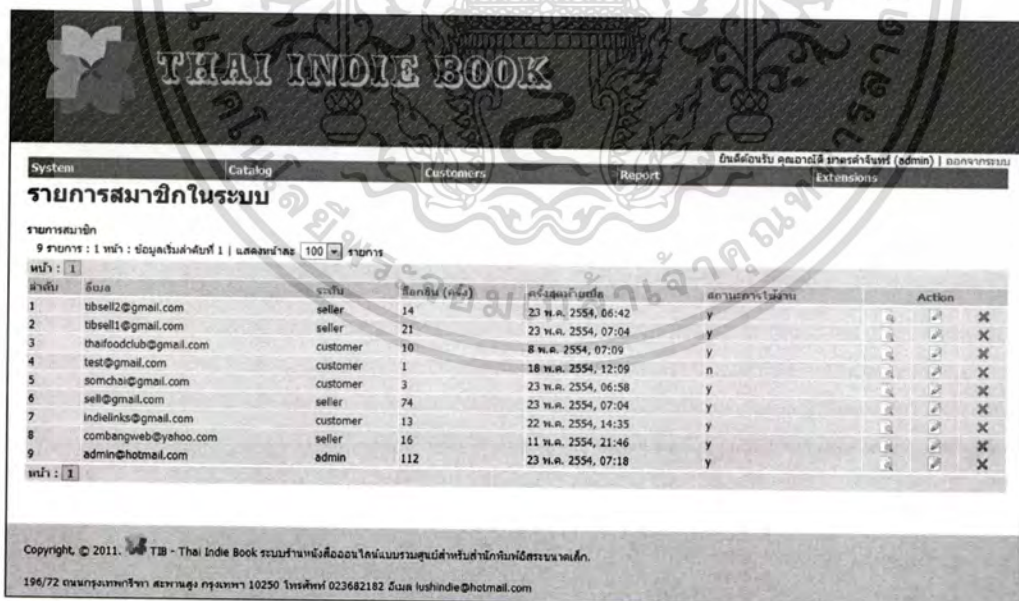 THAI INDIE BOOK
ยินดีต้อนรับ คุณอาณัติ มาตรคำจันทร์ (admin) | ออกจากระบบ
System Catalog Customers Report Extensions
รายการสมาชิกในระบบ
รายการสมาชิก
9 รายการ : 1 หน้า : ข้อมูลเริ่มลำดับที่ 1 | แสดงหน้าละ 100 รายการ
หน้า : 1
ลำดับ อีเมล ระดับ ล็อกอิน (ครั้ง) ครั้งสุดท้ายเมื่อ สถานะการใช้งาน Action
1 tibsell2@gmail.com seller 14 23 พ.ค. 2554, 06:42 y
2 tibsell1@gmail.com seller 21 23 พ.ค. 2554, 07:04 y
3 thaifoodclub@gmail.com customer 10 8 พ.ค. 2554, 07:09 y
4 test@gmail.com customer 1 18 พ.ค. 2554, 12:09 n
5 somchai@gmail.com customer 3 23 พ.ค. 2554, 06:58 y
6 sell@gmail.com seller 74 23 พ.ค. 2554, 07:04 y
7 indielinks@gmail.com customer 13 22 พ.ค. 2554, 14:35 y
8 combangweb@yahoo.com seller 16 11 พ.ค. 2554, 21:46 y
9 admin@hotmail.com admin 112 23 พ.ค. 2554, 07:18 y
หน้า : 1
Copyright, © 2011. TIB - Thai Indie Book ระบบร้านหนังสือออนไลน์แบบรวมศูนย์สำหรับสำนักพิมพ์อิสระขนาดเล็ก.
196/72 ถนนกรุงเทพกรีฑา สะพานสูง กรุงเทพฯ 10250 โทรศัพท์ 023682182 อีเมล lushindie@hotmail.com